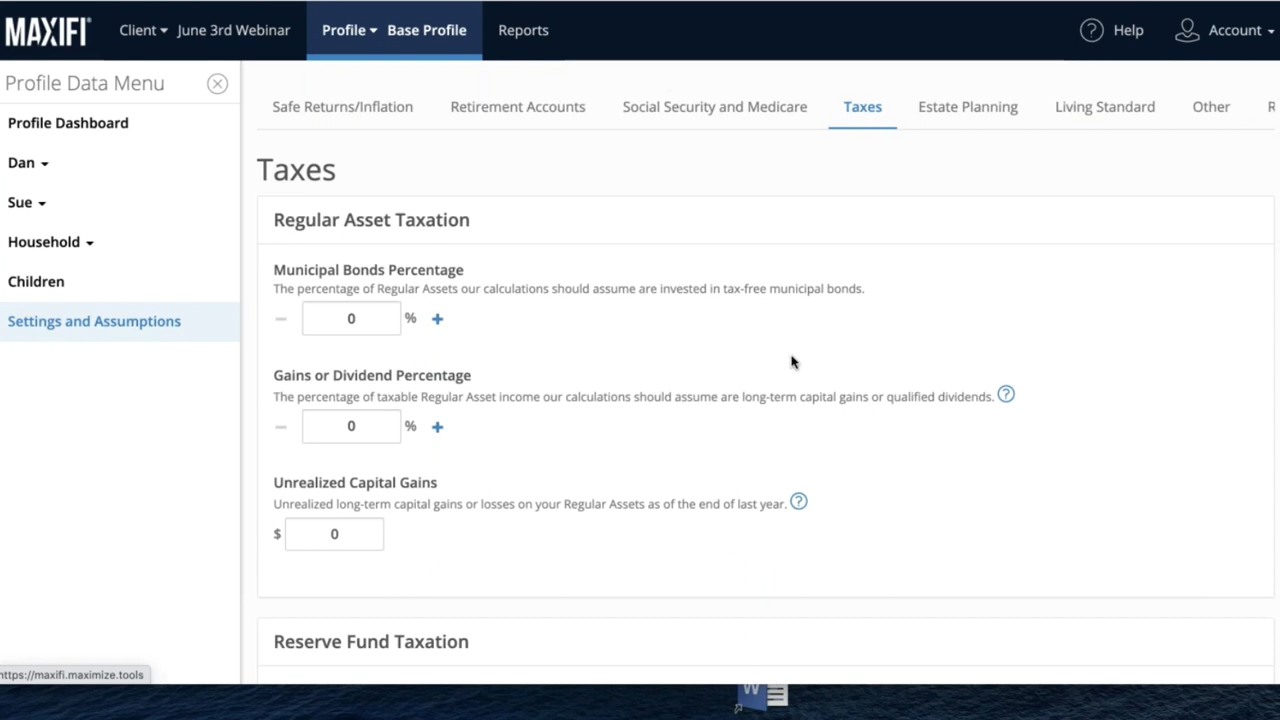 MAXIFI® Client June 3rd Webinar Profile Base Profile Reports Help Account
Profile Data Menu
Profile Dashboard
Dan
Sue
Household
Children
Settings and Assumptions
Safe Returns/Inflation Retirement Accounts Social Security and Medicare Taxes Estate Planning Living Standard Other R
Taxes
Regular Asset Taxation
Municipal Bonds Percentage
The percentage of Regular Assets our calculations should assume are invested in tax-free municipal bonds.
− 0 % +
Gains or Dividend Percentage
The percentage of taxable Regular Asset income our calculations should assume are long-term capital gains or qualified dividends. ?
− 0 % +
Unrealized Capital Gains
Unrealized long-term capital gains or losses on your Regular Assets as of the end of last year. ?
$ 0
Reserve Fund Taxation
https://maxifi.maximize.tools
W